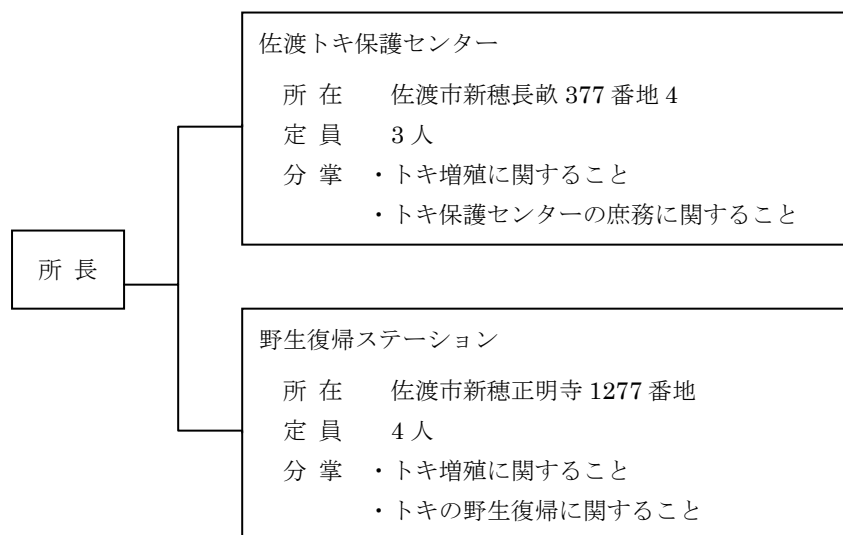 佐渡トキ保護センター
所 在 佐渡市新穂長畝 377 番地 4
定 員 3 人
分 掌 ・トキ増殖に関すること
・トキ保護センターの庶務に関すること
所 長
野生復帰ステーション
所 在 佐渡市新穂正明寺 1277 番地
定 員 4 人
分 掌 ・トキ増殖に関すること
・トキの野生復帰に関すること